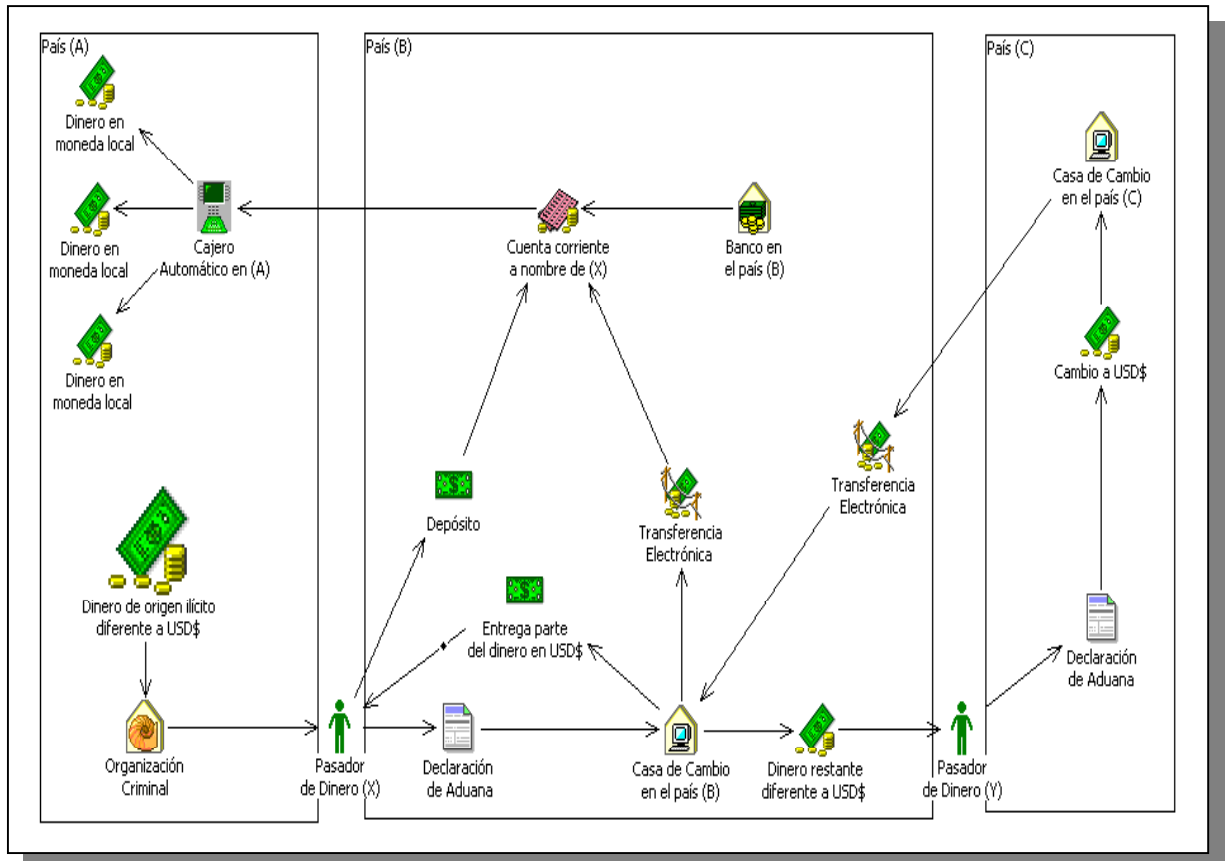 País (A)
Dinero en
moneda local
Dinero en
moneda local
Cajero
Automático en (A)
Dinero en
moneda local
Dinero de origen ilícito
diferente a USD$
Organización
Criminal
Pasador
de Dinero (X)
País (B)
Cuenta corriente
a nombre de (X)
Banco en
el país (B)
Depósito
Transferencia
Electrónica
Transferencia
Electrónica
Entrega parte
del dinero en USD$
Declaración
de Aduana
Casa de Cambio
en el país (B)
Dinero restante
diferente a USD$
Pasador
de Dinero (Y)
País (C)
Casa de Cambio
en el país (C)
Cambio a USD$
Declaración
de Aduana